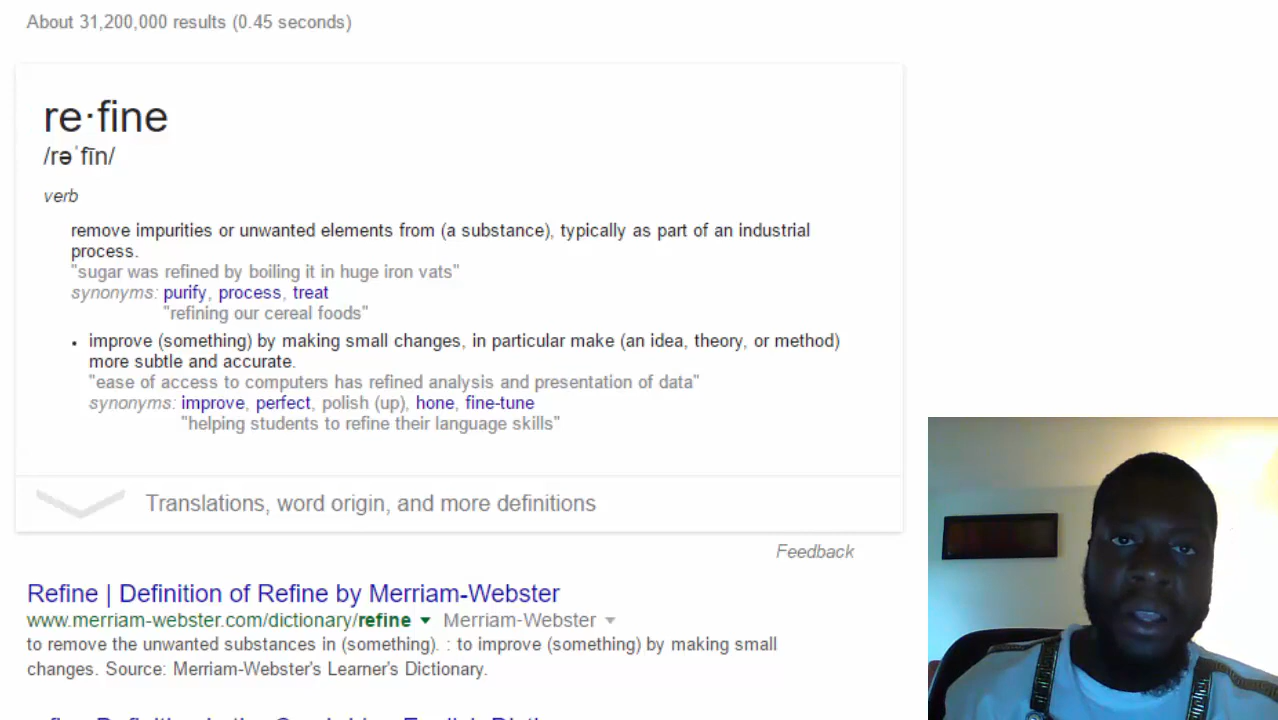 About 31,200,000 results (0.45 seconds)
re·fine
/rəˈfīn/
verb
remove impurities or unwanted elements from (a substance), typically as part of an industrial
process.
"sugar was refined by boiling it in huge iron vats"
synonyms: purify, process, treat
"refining our cereal foods"
• improve (something) by making small changes, in particular make (an idea, theory, or method)
more subtle and accurate.
"ease of access to computers has refined analysis and presentation of data"
synonyms: improve, perfect, polish (up), hone, fine-tune
"helping students to refine their language skills"
Translations, word origin, and more definitions
Feedback
Refine | Definition of Refine by Merriam-Webster
www.merriam-webster.com/dictionary/refine ▼ Merriam-Webster ▼
to remove the unwanted substances in (something). : to improve (something) by making small
changes. Source: Merriam-Webster's Learner's Dictionary.